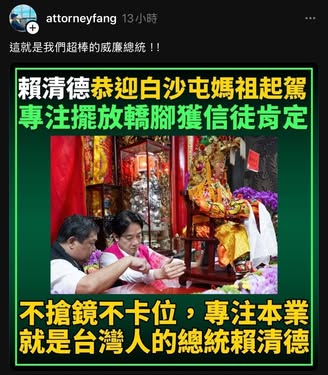 attorneyfang 13小時
這就是我們超棒的威廉總統 ! !
賴清德恭迎白沙屯媽祖起駕
專注擺放轎腳獲信徒肯定
不搶鏡不卡位，專注本業
就是台灣人的總統賴清德